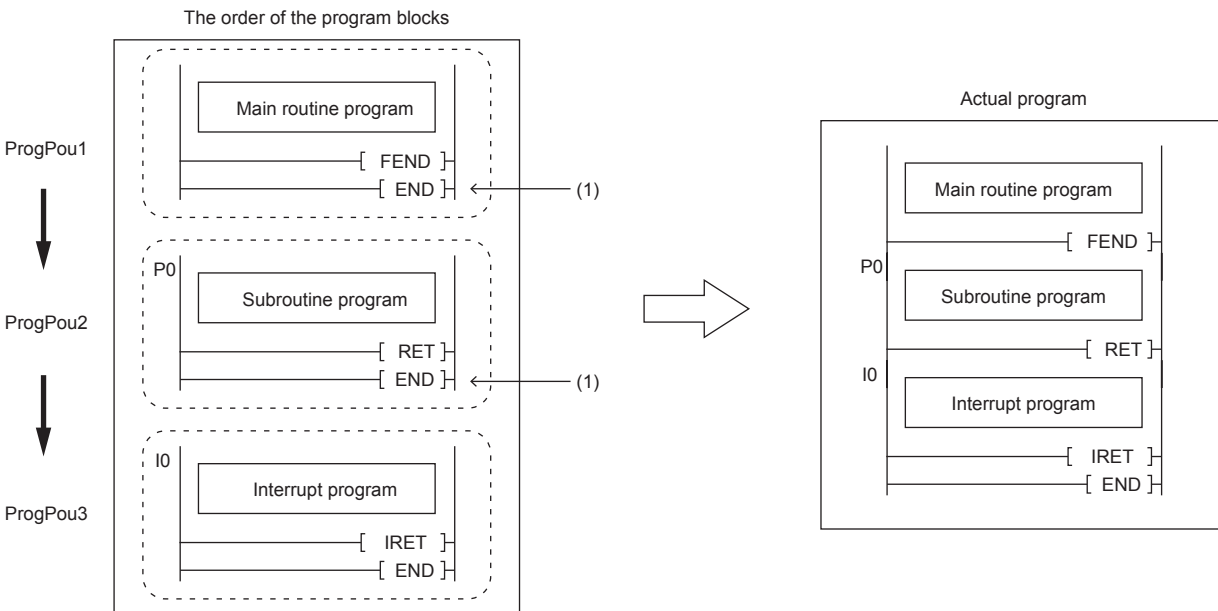 The order of the program blocks
ProgPou1
Main routine program
FEND
END
(1)
ProgPou2
P0
Subroutine program
RET
END
(1)
ProgPou3
I0
Interrupt program
IRET
END
Actual program
Main routine program
FEND
P0
Subroutine program
RET
I0
Interrupt program
IRET
END